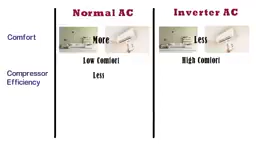 Normal AC
Inverter AC
Comfort
More
Less
Low Comfort
High Comfort
Compressor
Efficiency
Less